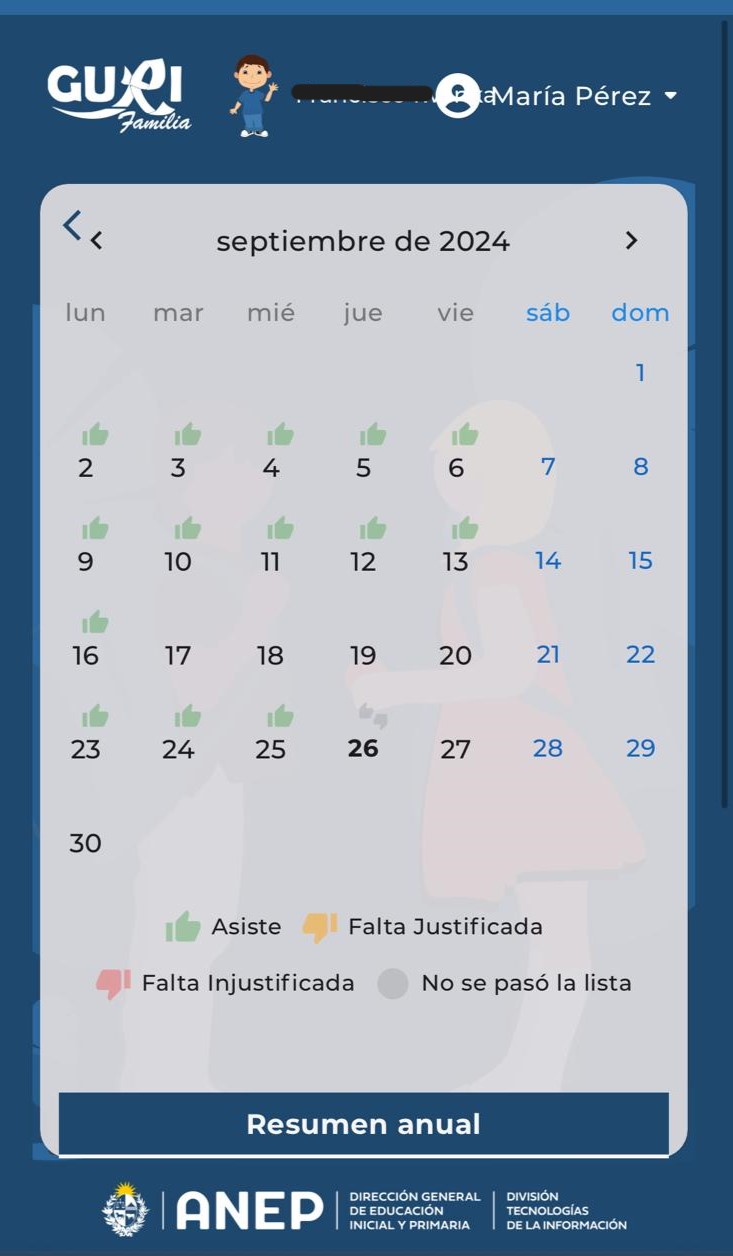 GURI
Familia
María Pérez
septiembre de 2024
lun mar mié jue vie sáb dom
1
2 3 4 5 6 7 8
9 10 11 12 13 14 15
16 17 18 19 20 21 22
23 24 25 26 27 28 29
30
Asiste Falta Justificada
Falta Injustificada No se pasó la lista
Resumen anual
ANEP
DIRECCIÓN GENERAL
DE EDUCACIÓN
INICIAL Y PRIMARIA
DIVISIÓN
TECNOLOGÍAS
DE LA INFORMACIÓN